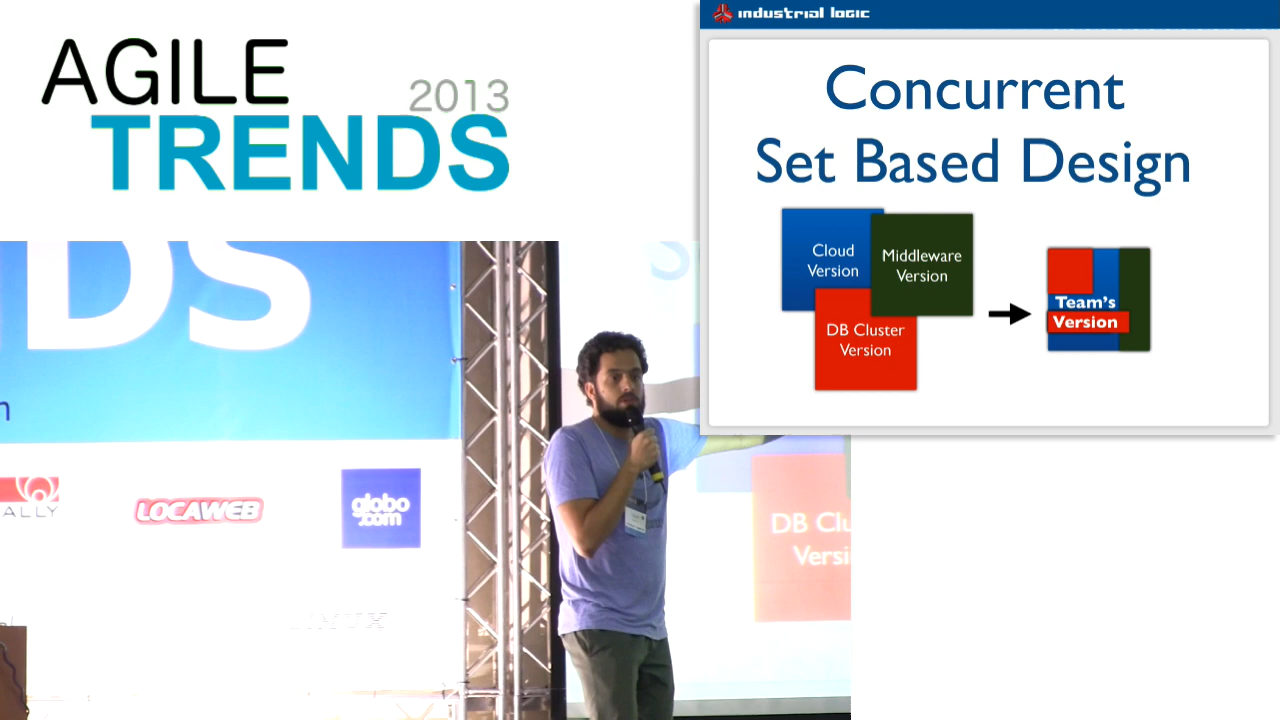 AGILE
2013
TRENDS
industrial logic
Concurrent
Set Based Design
Cloud
Version
Middleware
Version
DB Cluster
Version
Team's
Version
DS
n
ALLY
LOCAWEB
globo
.com
DB Clu
Versi